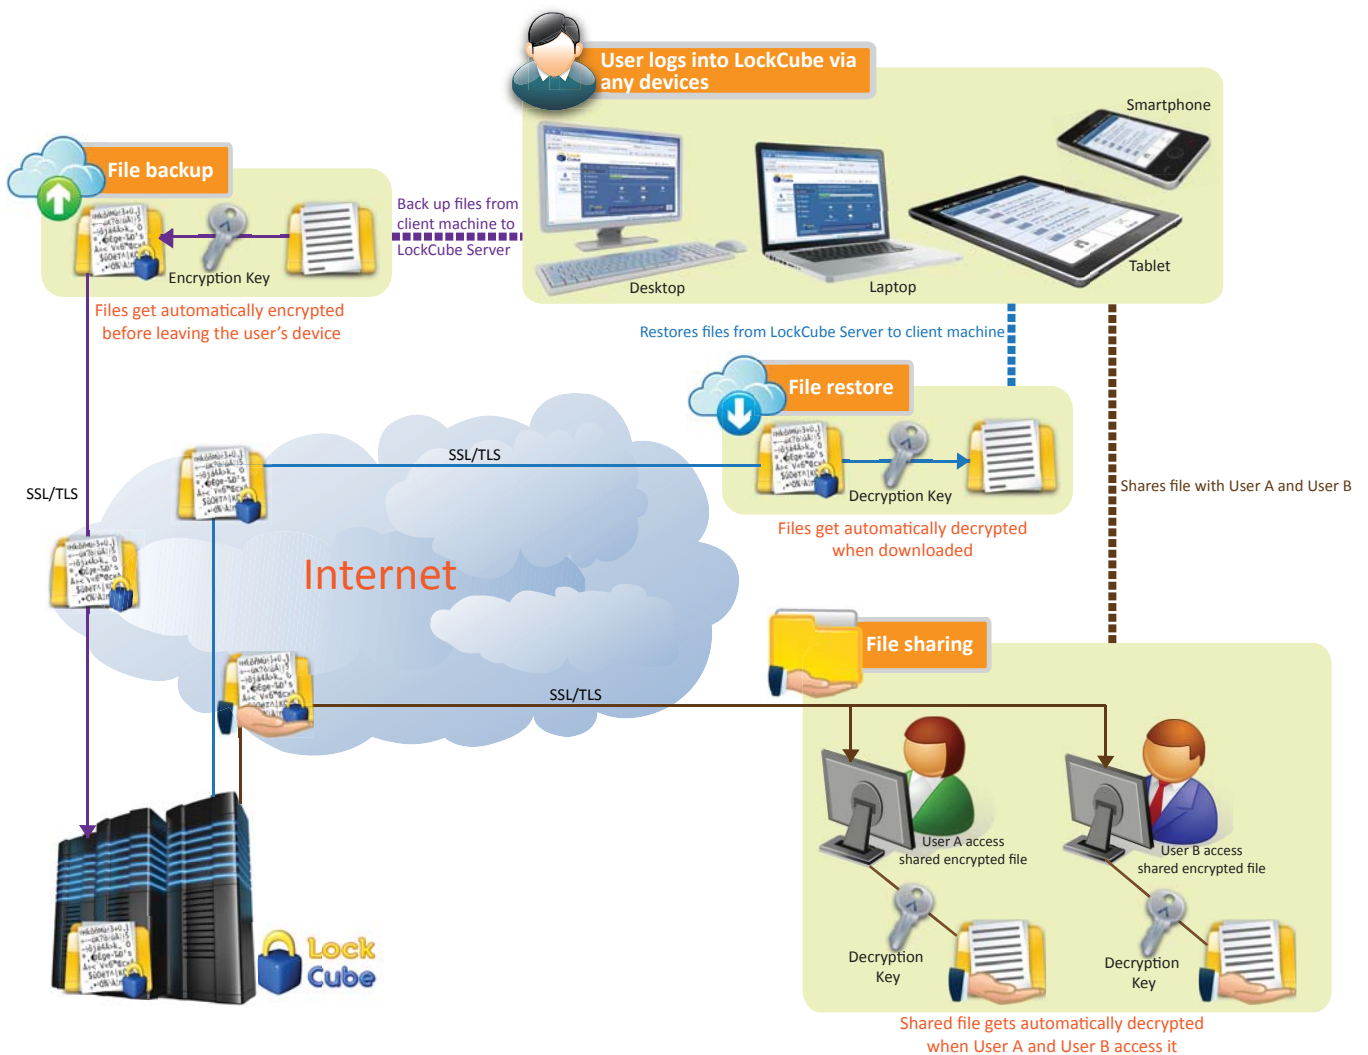 User logs into LockCube via
any devices
Smartphone
Desktop
Laptop
Tablet
File backup
Encryption Key
Files get automatically encrypted
before leaving the user's device
Back up files from
client machine to
LockCube Server
Restores files from LockCube Server to client machine
File restore
Decryption Key
Files get automatically decrypted
when downloaded
SSL/TLS
SSL/TLS
Internet
Shares file with User A and User B
File sharing
SSL/TLS
User A access
shared encrypted file
User B access
shared encrypted file
Decryption
Key
Decryption
Key
Shared file gets automatically decrypted
when User A and User B access it
Lock
Cube